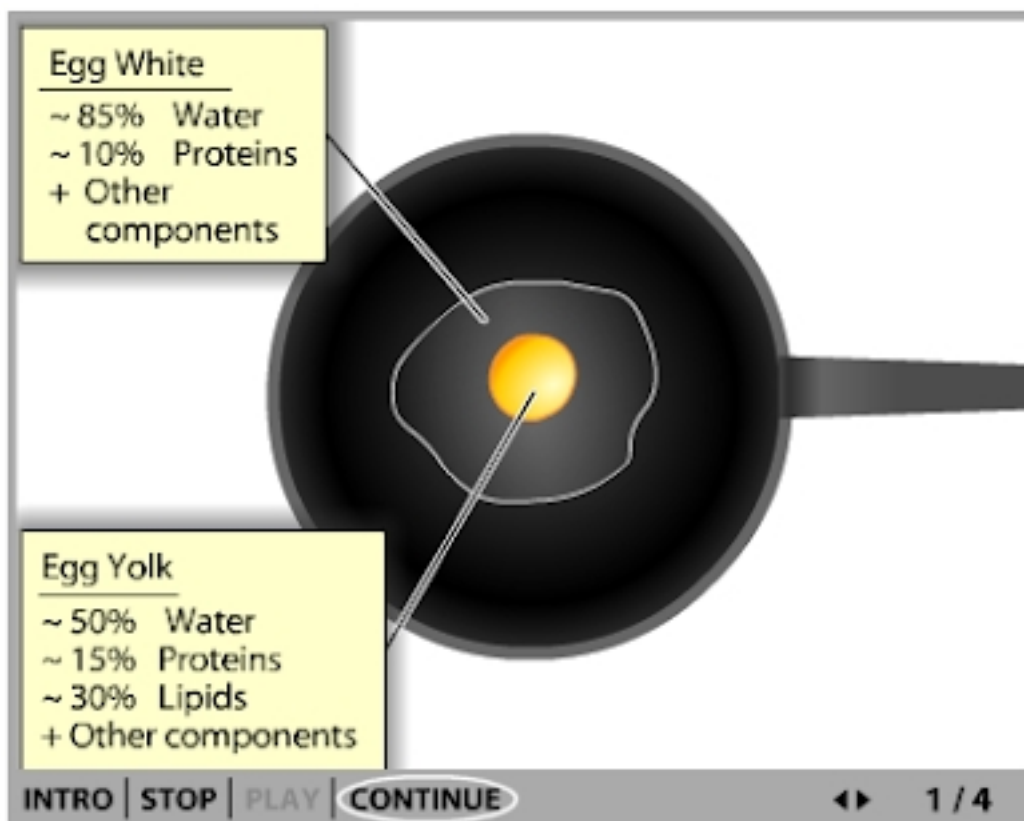 Egg White
~ 85% Water
~ 10% Proteins
+ Other
components
Egg Yolk
~ 50% Water
~ 15% Proteins
~ 30% Lipids
+ Other components
INTRO | STOP | PLAY | CONTINUE 1 / 4